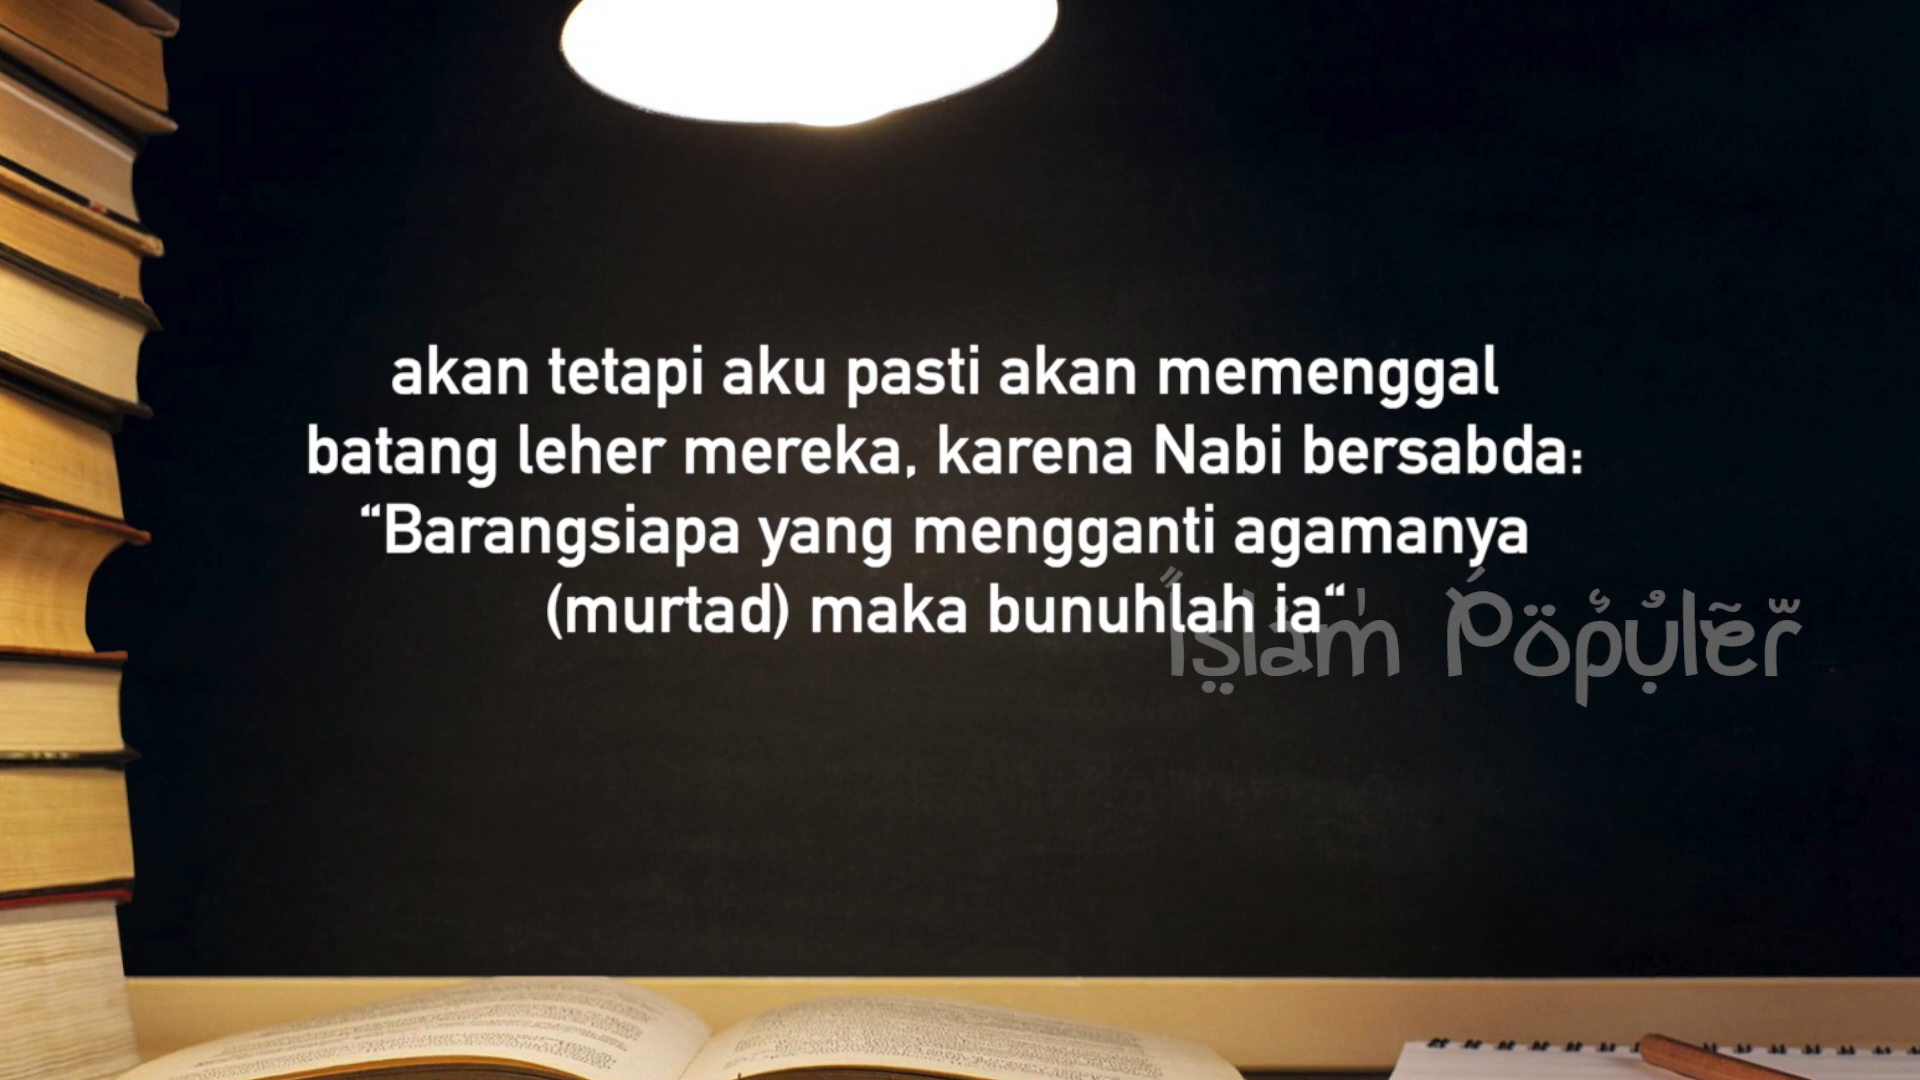 akan tetapi aku pasti akan memenggal
batang leher mereka, karena Nabi bersabda:
“Barangsiapa yang mengganti agamanya
(murtad) maka bunuhlah ia“
Islam Populer